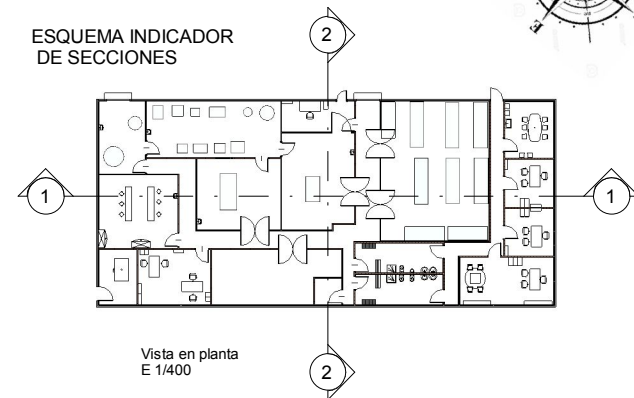 ESQUEMA INDICADOR
DE SECCIONES
2
1
1
Vista en planta
E 1/400
2